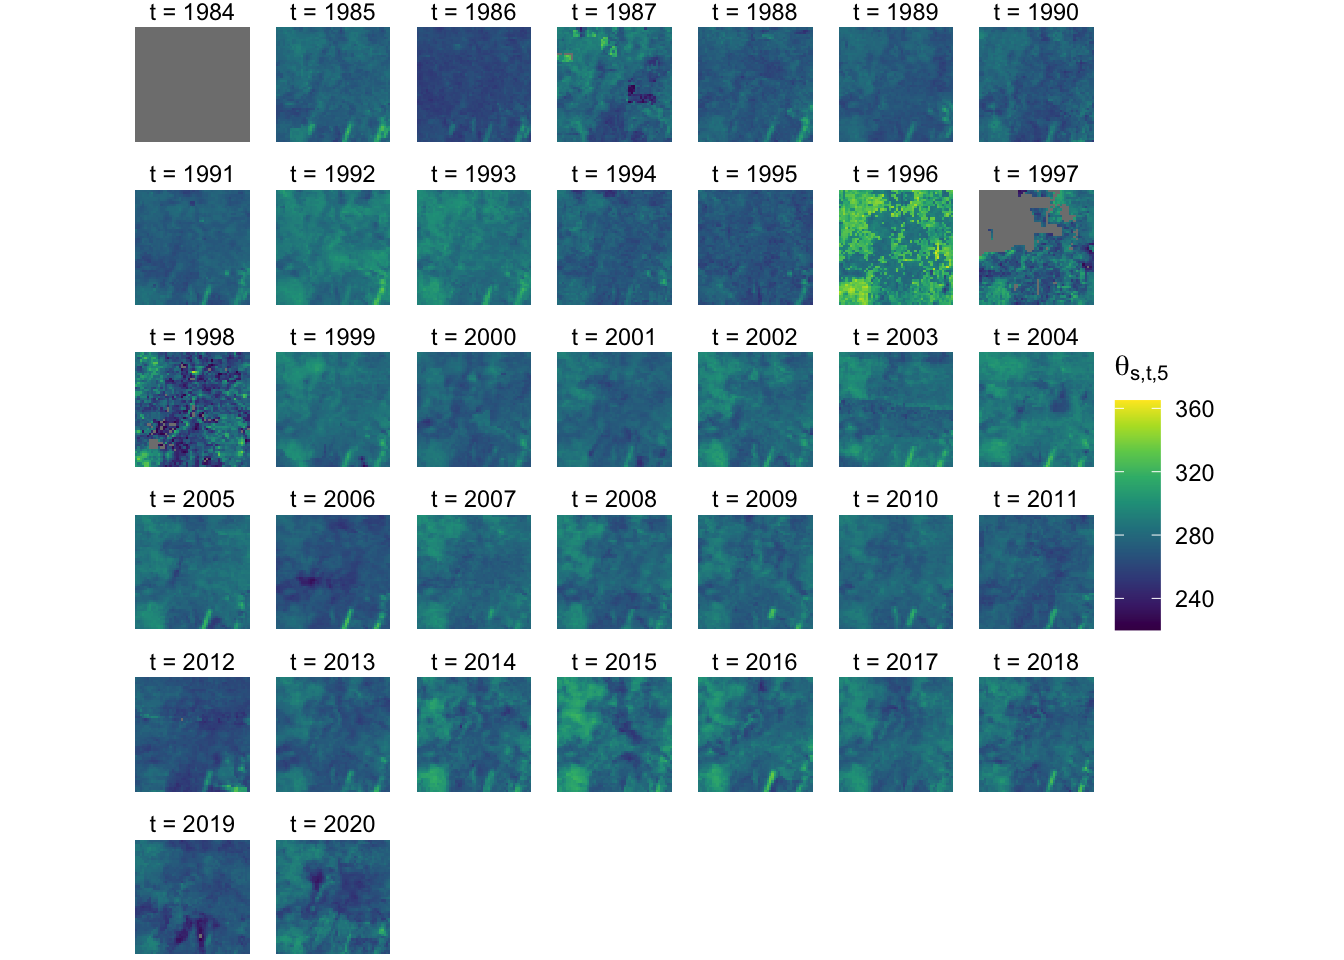 t = 1984 t = 1985 t = 1986 t = 1987 t = 1988 t = 1989 t = 1990
t = 1991 t = 1992 t = 1993 t = 1994 t = 1995 t = 1996 t = 1997
t = 1998 t = 1999 t = 2000 t = 2001 t = 2002 t = 2003 t = 2004
t = 2005 t = 2006 t = 2007 t = 2008 t = 2009 t = 2010 t = 2011
t = 2012 t = 2013 t = 2014 t = 2015 t = 2016 t = 2017 t = 2018
t = 2019 t = 2020
θs,t,5
360
320
280
240